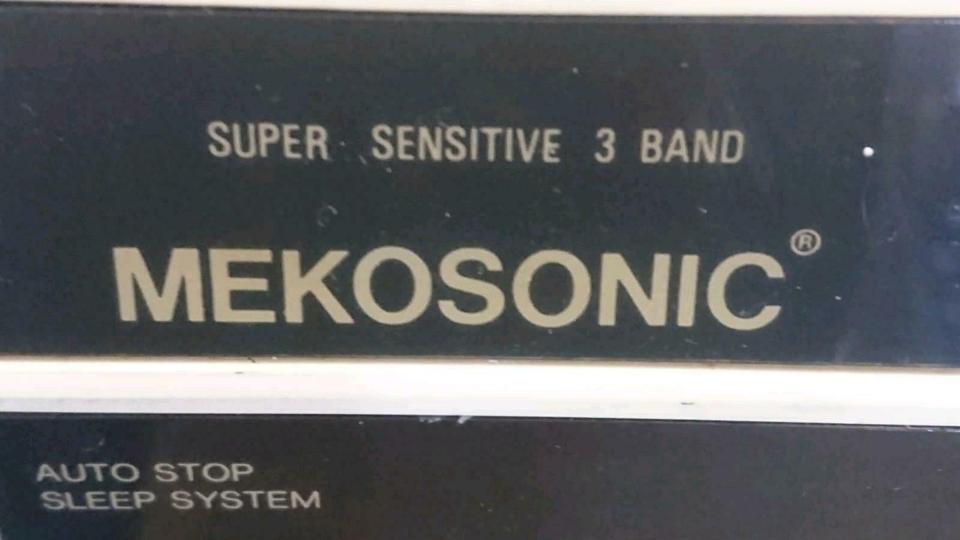 SUPER SENSITIVE 3 BAND
MEKOSONIC®
AUTO STOP
SLEEP SYSTEM